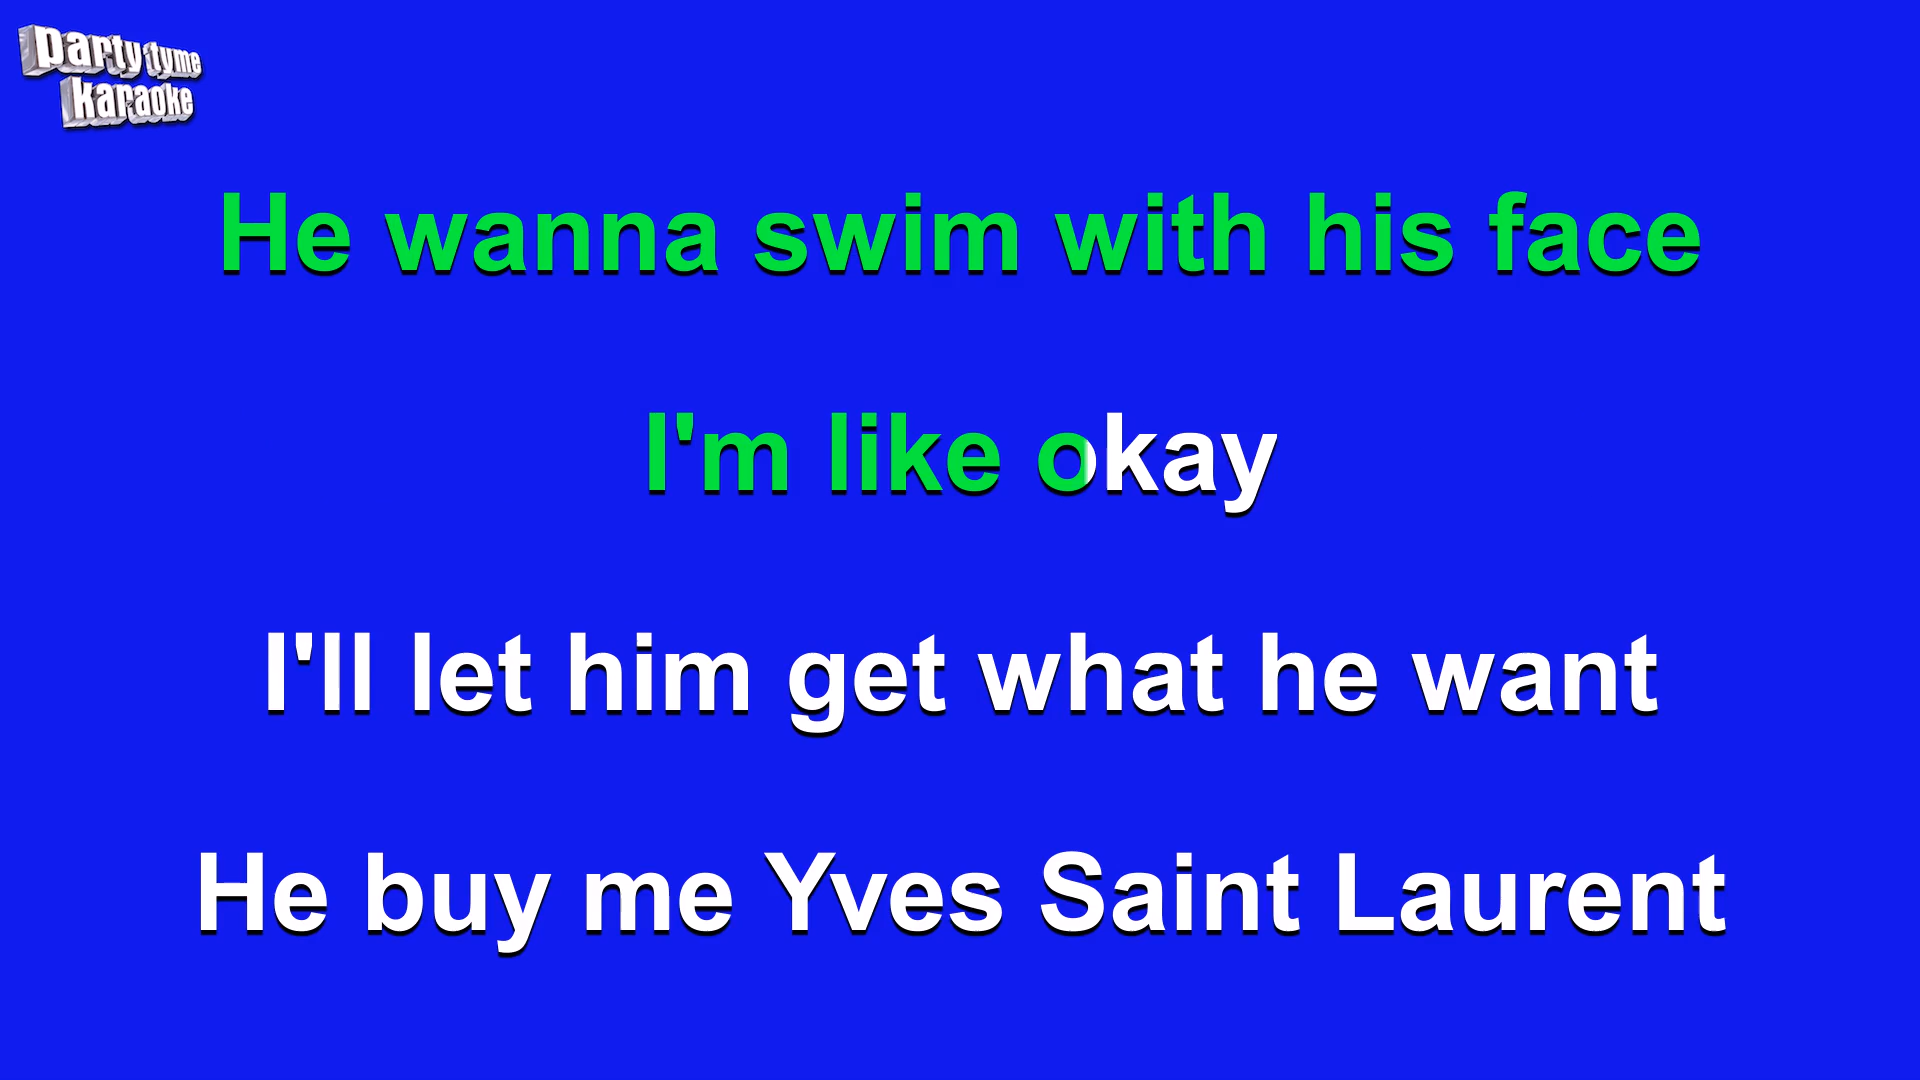 party tyme
karaoke
He wanna swim with his face
I'm like okay
I'll let him get what he want
He buy me Yves Saint Laurent